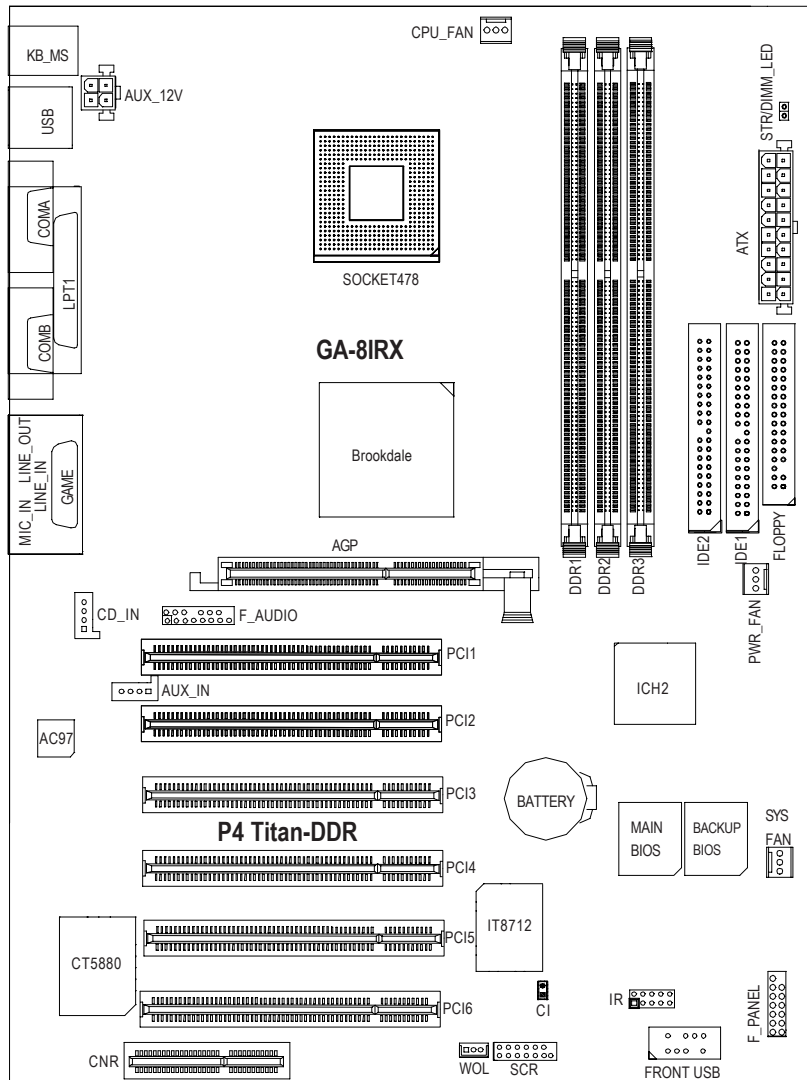 CPU_FAN
KB_MS
AUX_12V
USB
STR/DIMM_LED
COMA
LPT1
COMB
SOCKET478
ATX
GA-8IRX
Brookdale
MIC_IN LINE_OUT
LINE_IN
GAME
AGP
DDR1
DDR2
DDR3
IDE2
IDE1
FLOPPY
CD_IN
F_AUDIO
PWR_FAN
PCI1
AUX_IN
ICH2
PCI2
AC97
PCI3
BATTERY
P4 Titan-DDR
MAIN
BIOS
BACKUP
BIOS
SYS
FAN
PCI4
IT8712
PCI5
CT5880
CI
IR
F_PANEL
PCI6
CNR
WOL
SCR
FRONT USB